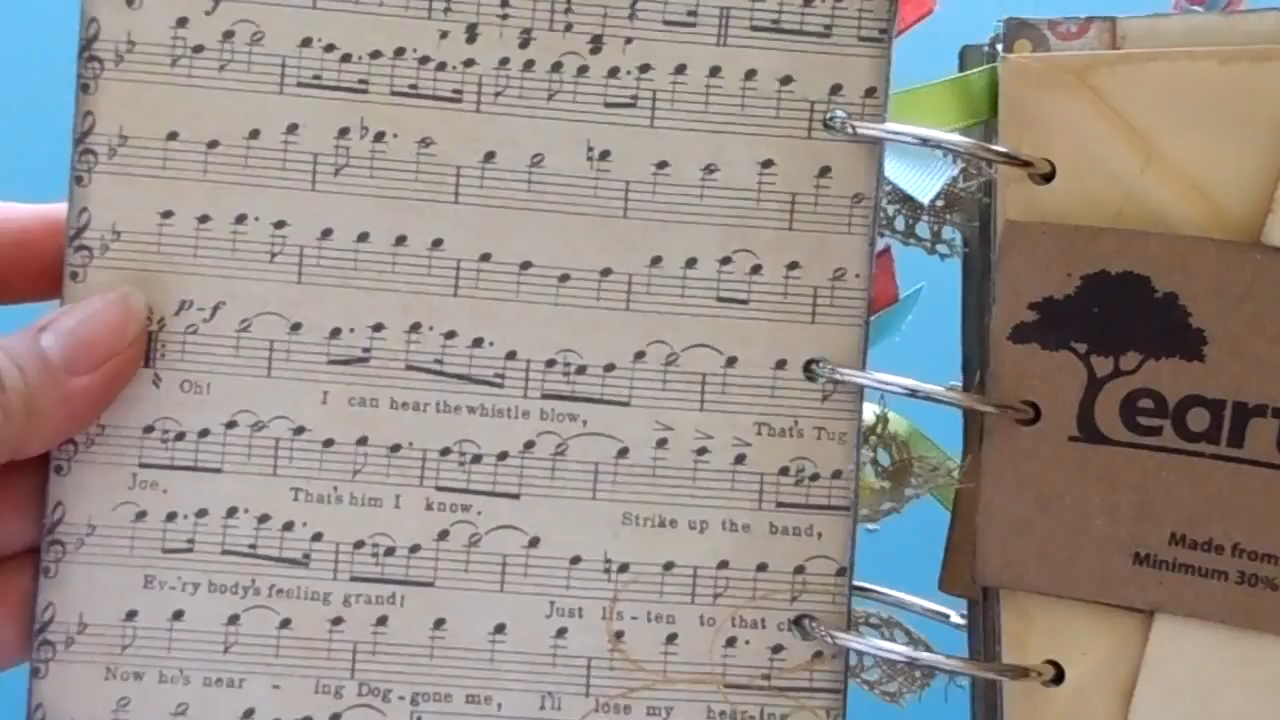 p-f
Oh! I can hear the whistle blow, That's Tug
Joe. That's him I know. Strike up the band,
Ev-'ry body's feeling grand! Just lis-ten to that
Now he's near - ing Dog-gone me, I'll lose my hear-ing
eart
Made from
Minimum 30%